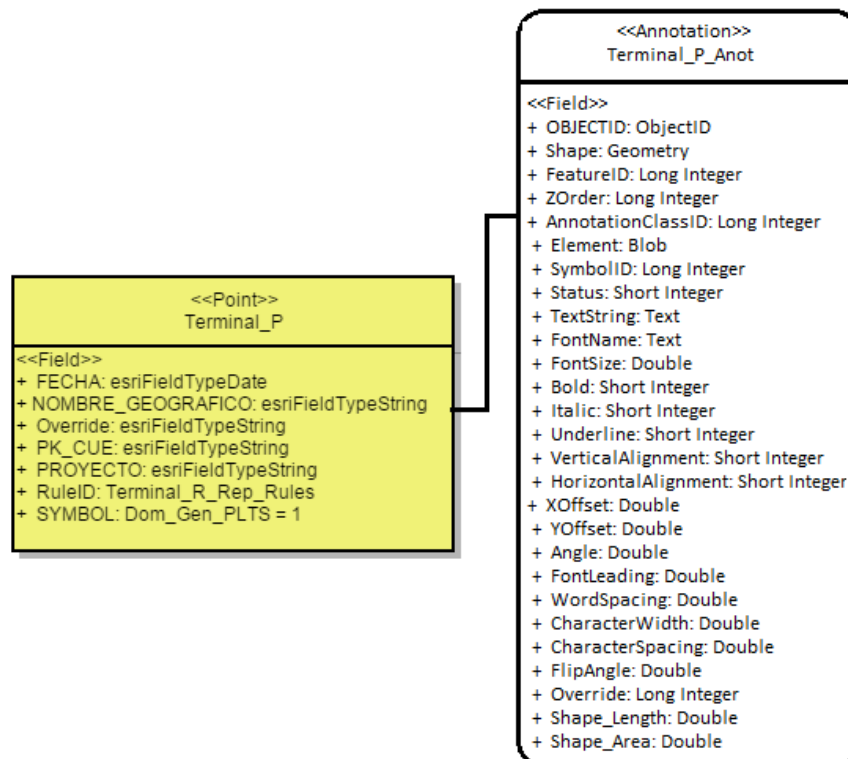 <<Annotation>>
Terminal_P_Anot
<<Field>>
+ OBJECTID: ObjectID
+ Shape: Geometry
+ FeatureID: Long Integer
+ ZOrder: Long Integer
+ AnnotationClassID: Long Integer
+ Element: Blob
+ SymbolID: Long Integer
+ Status: Short Integer
+ TextString: Text
+ FontName: Text
+ FontSize: Double
+ Bold: Short Integer
+ Italic: Short Integer
+ Underline: Short Integer
+ VerticalAlignment: Short Integer
+ HorizontalAlignment: Short Integer
+ XOffset: Double
+ YOffset: Double
+ Angle: Double
+ FontLeading: Double
+ WordSpacing: Double
+ CharacterWidth: Double
+ CharacterSpacing: Double
+ FlipAngle: Double
+ Override: Long Integer
+ Shape_Length: Double
+ Shape_Area: Double
<<Point>>
Terminal_P
<<Field>>
+ FECHA: esriFieldTypeDate
+ NOMBRE_GEOGRAFICO: esriFieldTypeString
+ Override: esriFieldTypeString
+ PK_CUE: esriFieldTypeString
+ PROYECTO: esriFieldTypeString
+ RuleID: Terminal_R_Rep_Rules
+ SYMBOL: Dom_Gen_PLTS = 1